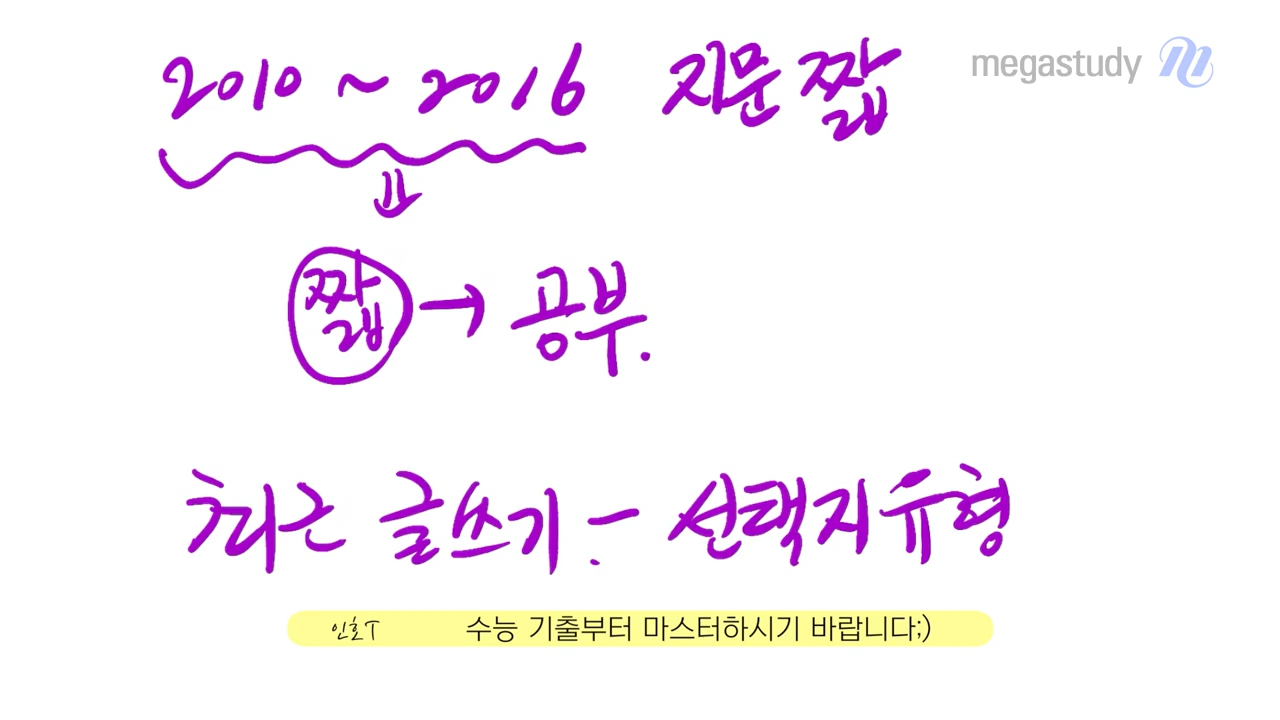 2010 ~ 2016 지문 짧
megastudy
짧 → 공부.
최근 글쓰기. - 선택지 유형
인호T 수능 기출부터 마스터하시기 바랍니다;)